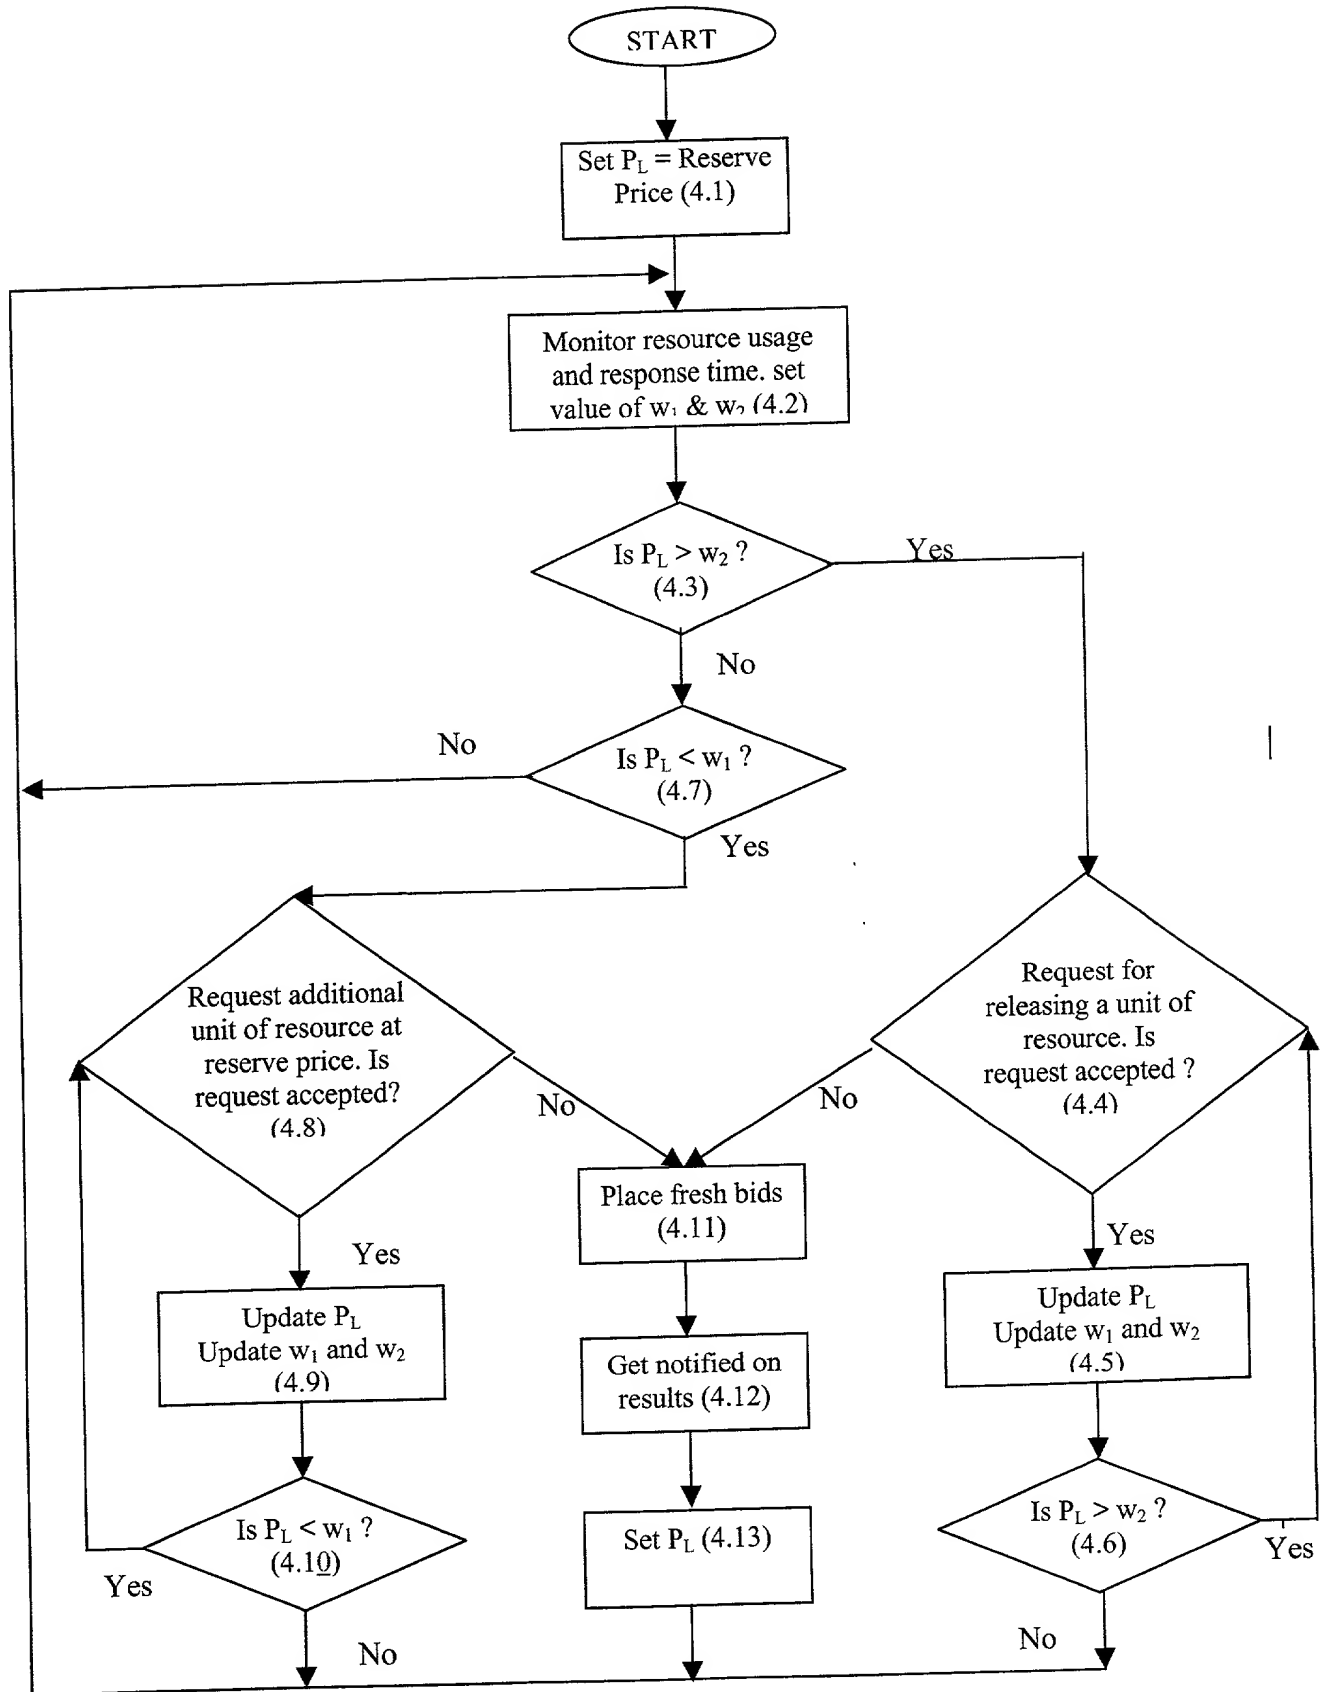 START
Set P_L = Reserve
Price (4.1)
Monitor resource usage
and response time. set
value of w₁ & w₂ (4.2)
Is P_L > w₂ ?
(4.3)
Yes
No
Is P_L < w₁ ?
(4.7)
No
Yes
Request additional
unit of resource at
reserve price. Is
request accepted?
(4.8)
No
Yes
Request for
releasing a unit of
resource. Is
request accepted ?
(4.4)
No
Yes
Place fresh bids
(4.11)
Update P_L
Update w₁ and w₂
(4.9)
Get notified on
results (4.12)
Update P_L
Update w₁ and w₂
(4.5)
Is P_L < w₁ ?
(4.10)
Yes
No
Set P_L (4.13)
Is P_L > w₂ ?
(4.6)
Yes
No